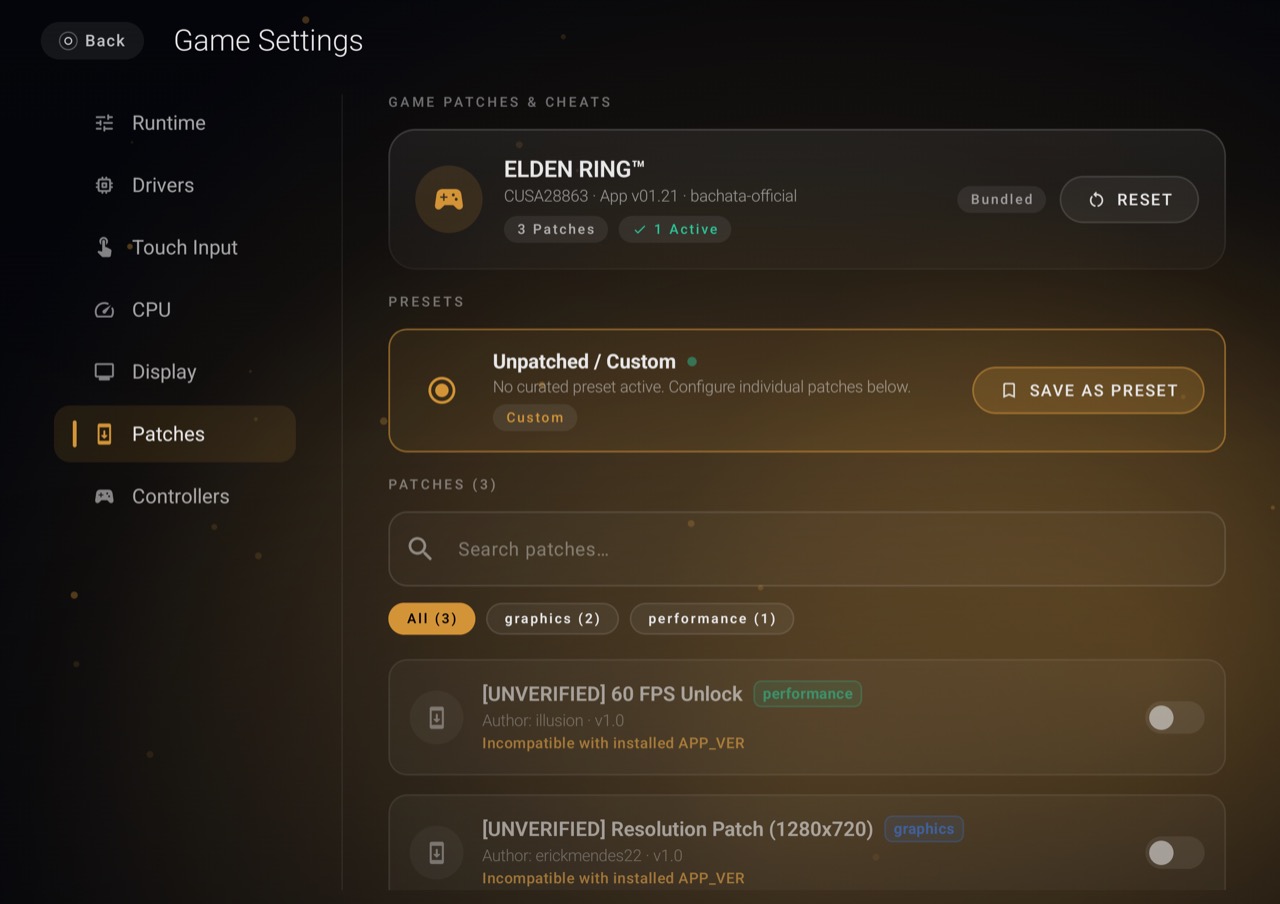 Back
Game Settings
Runtime
Drivers
Touch Input
CPU
Display
Patches
Controllers
GAME PATCHES & CHEATS
ELDEN RING™
CUSA28863 · App v01.21 · bachata-official
3 Patches
1 Active
Bundled
RESET
PRESETS
Unpatched / Custom
No curated preset active. Configure individual patches below.
Custom
SAVE AS PRESET
PATCHES (3)
Search patches…
All (3)
graphics (2)
performance (1)
[UNVERIFIED] 60 FPS Unlock performance
Author: illusion · v1.0
Incompatible with installed APP_VER
[UNVERIFIED] Resolution Patch (1280x720) graphics
Author: erickmendes22 · v1.0
Incompatible with installed APP_VER